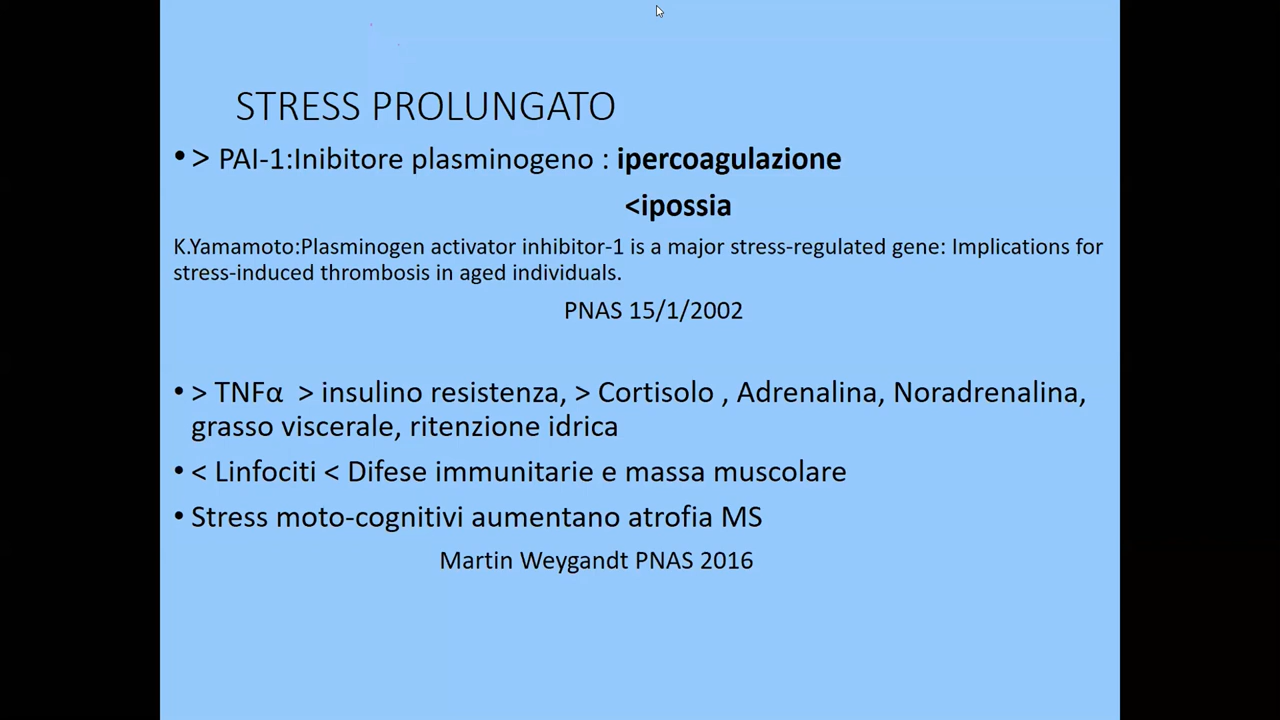 STRESS PROLUNGATO
• > PAI-1:Inibitore plasminogeno : ipercoagulazione
<ipossia
K.Yamamoto:Plasminogen activator inhibitor-1 is a major stress-regulated gene: Implications for
stress-induced thrombosis in aged individuals.
PNAS 15/1/2002
• > TNFα > insulino resistenza, > Cortisolo , Adrenalina, Noradrenalina,
grasso viscerale, ritenzione idrica
• < Linfociti < Difese immunitarie e massa muscolare
• Stress moto-cognitivi aumentano atrofia MS
Martin Weygandt PNAS 2016